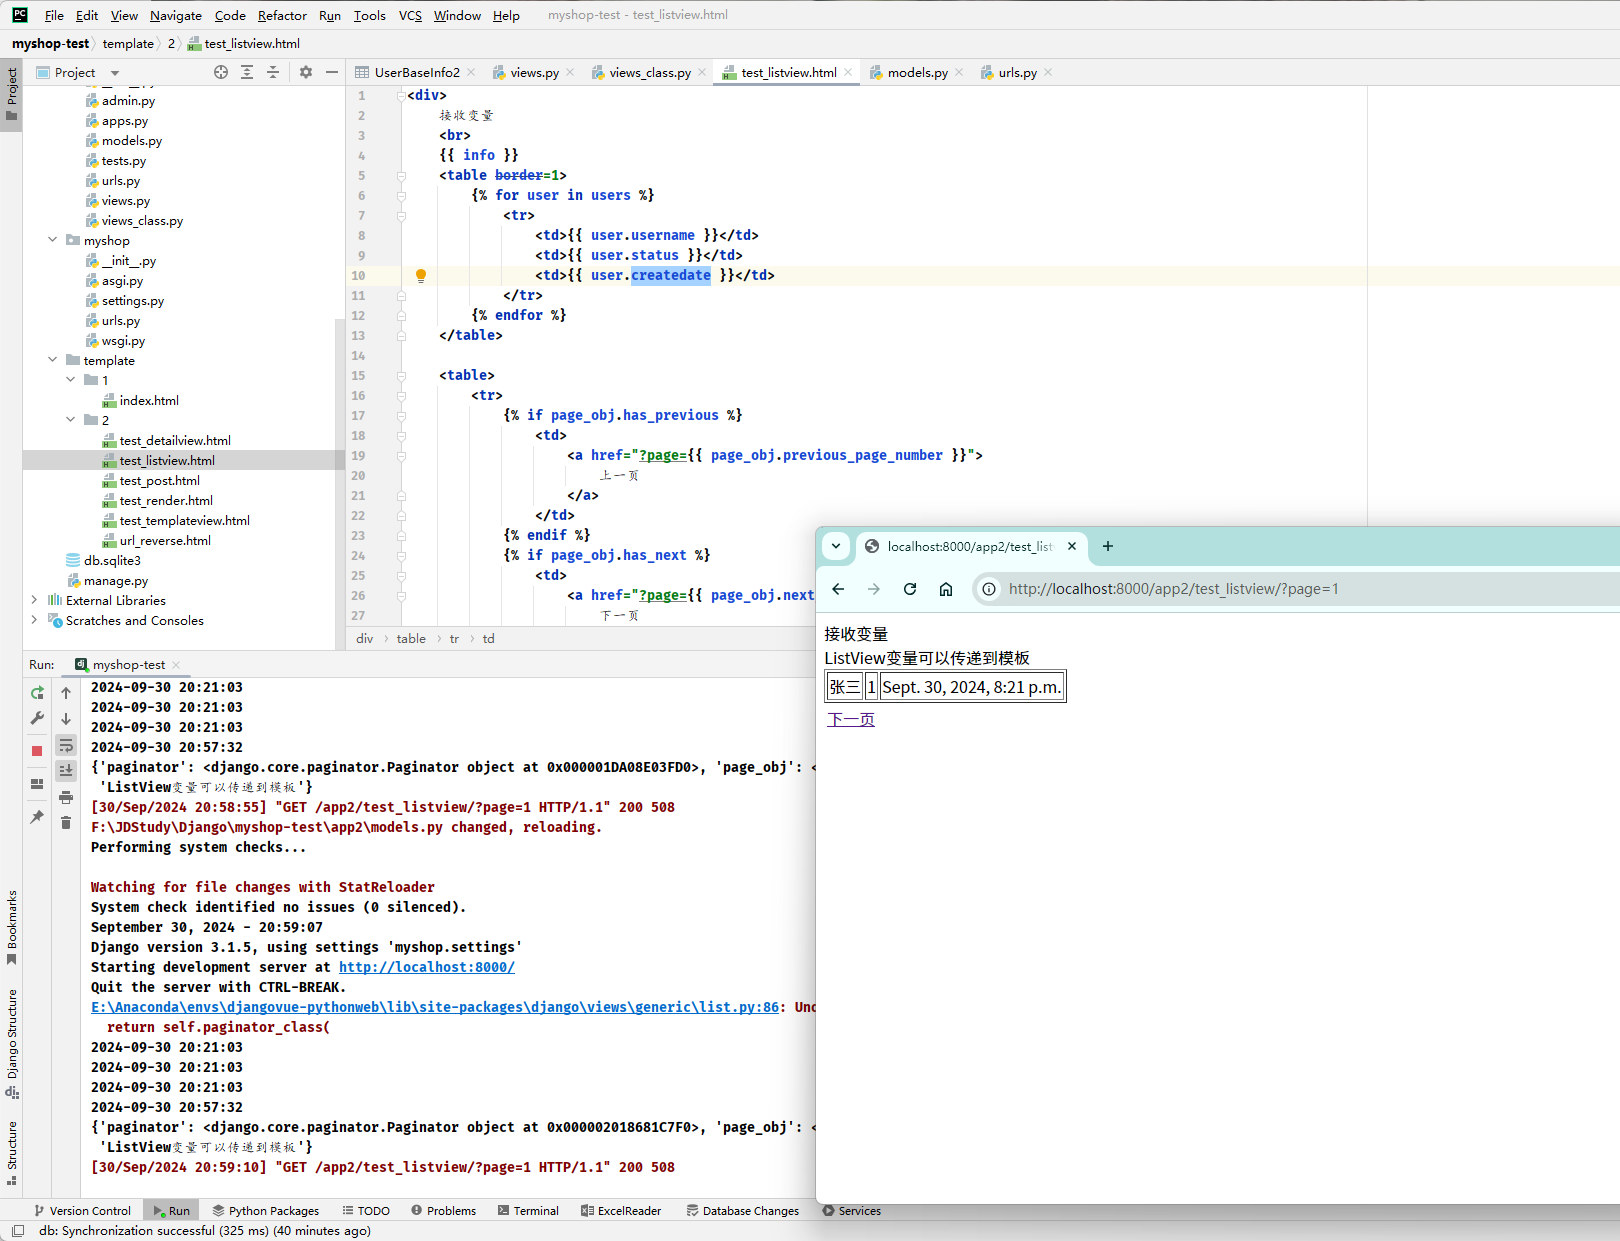 File Edit View Navigate Code Refactor Run Tools VCS Window Help myshop-test - test_listview.html
myshop-test template 2 test_listview.html
Project
Project
admin.py
apps.py
models.py
tests.py
urls.py
views.py
views_class.py
myshop
__init__.py
asgi.py
settings.py
urls.py
wsgi.py
template
1
index.html
2
test_detailview.html
test_listview.html
test_post.html
test_render.html
test_templateview.html
url_reverse.html
db.sqlite3
manage.py
External Libraries
Scratches and Consoles
UserBaseInfo2 views.py views_class.py test_listview.html models.py urls.py
1 <div>
2 接收变量
3 <br>
4 {{ info }}
5 <table border=1>
6 {% for user in users %}
7 <tr>
8 <td>{{ user.username }}</td>
9 <td>{{ user.status }}</td>
10 <td>{{ user.createdate }}</td>
11 </tr>
12 {% endfor %}
13 </table>
14
15 <table>
16 <tr>
17 {% if page_obj.has_previous %}
18 <td>
19 <a href="?page={{ page_obj.previous_page_number }}">
20 上一页
21 </a>
22 </td>
23 {% endif %}
24 {% if page_obj.has_next %}
25 <td>
26 <a href="?page={{ page_obj.next
27 下一页
div table tr td
localhost:8000/app2/test_list
http://localhost:8000/app2/test_listview/?page=1
接收变量
ListView变量可以传递到模板
张三 1 Sept. 30, 2024, 8:21 p.m.
下一页
Run: myshop-test
2024-09-30 20:21:03
2024-09-30 20:21:03
2024-09-30 20:21:03
2024-09-30 20:57:32
{'paginator': <django.core.paginator.Paginator object at 0x000001DA08E03FD0>, 'page_obj': <
'ListView变量可以传递到模板'}
[30/Sep/2024 20:58:55] "GET /app2/test_listview/?page=1 HTTP/1.1" 200 508
F:\JDStudy\Django\myshop-test\app2\models.py changed, reloading.
Performing system checks...
Watching for file changes with StatReloader
System check identified no issues (0 silenced).
September 30, 2024 - 20:59:07
Django version 3.1.5, using settings 'myshop.settings'
Starting development server at http://localhost:8000/
Quit the server with CTRL-BREAK.
E:\Anaconda\envs\djangovue-pythonweb\lib\site-packages\django\views\generic\list.py:86: Uno
return self.paginator_class(
2024-09-30 20:21:03
2024-09-30 20:21:03
2024-09-30 20:21:03
2024-09-30 20:57:32
{'paginator': <django.core.paginator.Paginator object at 0x000002018681C7F0>, 'page_obj': <
'ListView变量可以传递到模板'}
[30/Sep/2024 20:59:10] "GET /app2/test_listview/?page=1 HTTP/1.1" 200 508
Bookmarks
Django Structure
Structure
Version Control Run Python Packages TODO Problems Terminal ExcelReader Database Changes Services
db: Synchronization successful (325 ms) (40 minutes ago)